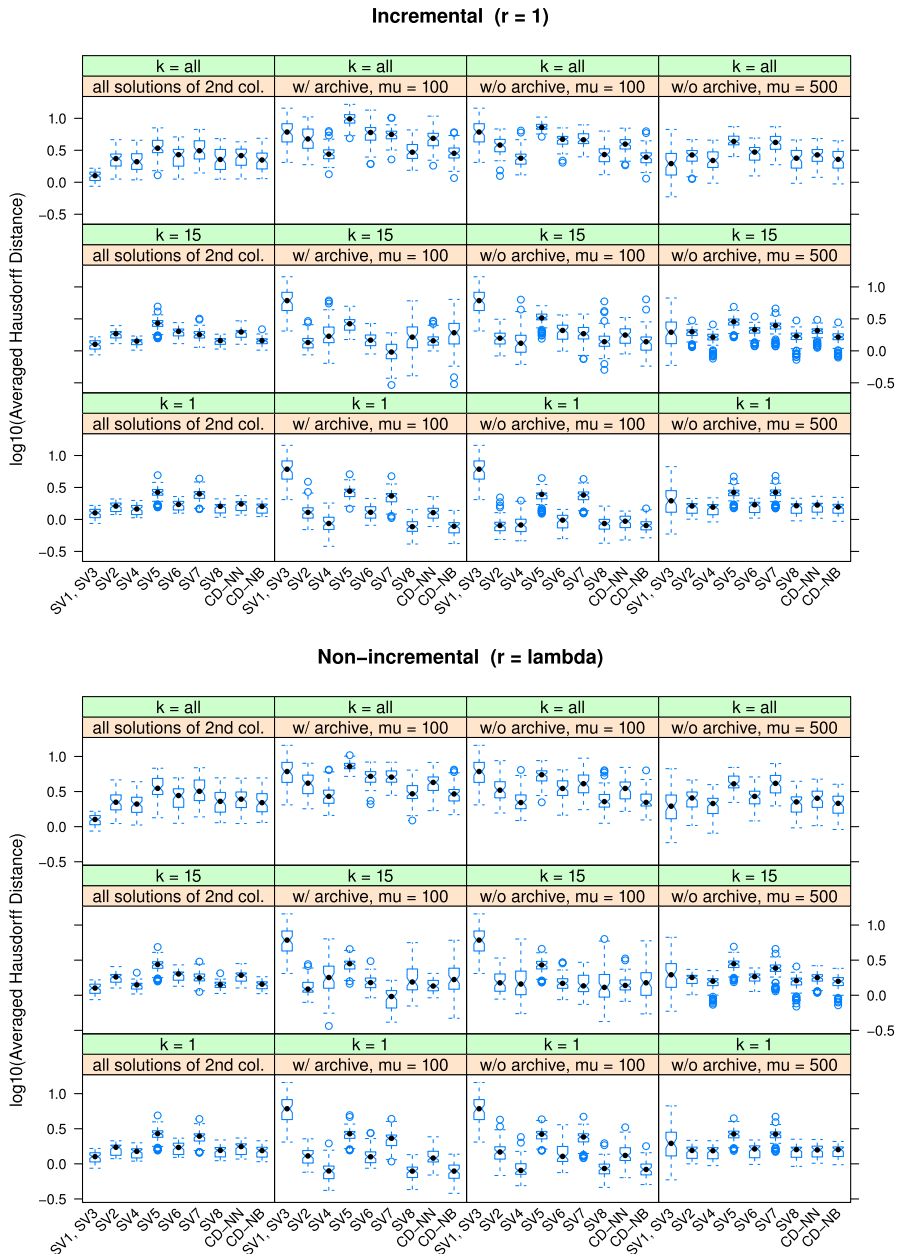 Incremental (r = 1)
k = all k = all k = all k = all
all solutions of 2nd col. w/ archive, mu = 100 w/o archive, mu = 100 w/o archive, mu = 500
1.0
0.5
0.0
−0.5
k = 15 k = 15 k = 15 k = 15
all solutions of 2nd col. w/ archive, mu = 100 w/o archive, mu = 100 w/o archive, mu = 500
1.0
0.5
0.0
−0.5
k = 1 k = 1 k = 1 k = 1
all solutions of 2nd col. w/ archive, mu = 100 w/o archive, mu = 100 w/o archive, mu = 500
1.0
0.5
0.0
−0.5
log10(Averaged Hausdorff Distance)
SV1, SV3 SV2 SV4 SV5 SV6 SV7 SV8 CD−NN CD−NB SV1, SV3 SV2 SV4 SV5 SV6 SV7 SV8 CD−NN CD−NB SV1, SV3 SV2 SV4 SV5 SV6 SV7 SV8 CD−NN CD−NB SV1, SV3 SV2 SV4 SV5 SV6 SV7 SV8 CD−NN CD−NB
Non−incremental (r = lambda)
k = all k = all k = all k = all
all solutions of 2nd col. w/ archive, mu = 100 w/o archive, mu = 100 w/o archive, mu = 500
1.0
0.5
0.0
−0.5
k = 15 k = 15 k = 15 k = 15
all solutions of 2nd col. w/ archive, mu = 100 w/o archive, mu = 100 w/o archive, mu = 500
1.0
0.5
0.0
−0.5
k = 1 k = 1 k = 1 k = 1
all solutions of 2nd col. w/ archive, mu = 100 w/o archive, mu = 100 w/o archive, mu = 500
1.0
0.5
0.0
−0.5
log10(Averaged Hausdorff Distance)
SV1, SV3 SV2 SV4 SV5 SV6 SV7 SV8 CD−NN CD−NB SV1, SV3 SV2 SV4 SV5 SV6 SV7 SV8 CD−NN CD−NB SV1, SV3 SV2 SV4 SV5 SV6 SV7 SV8 CD−NN CD−NB SV1, SV3 SV2 SV4 SV5 SV6 SV7 SV8 CD−NN CD−NB